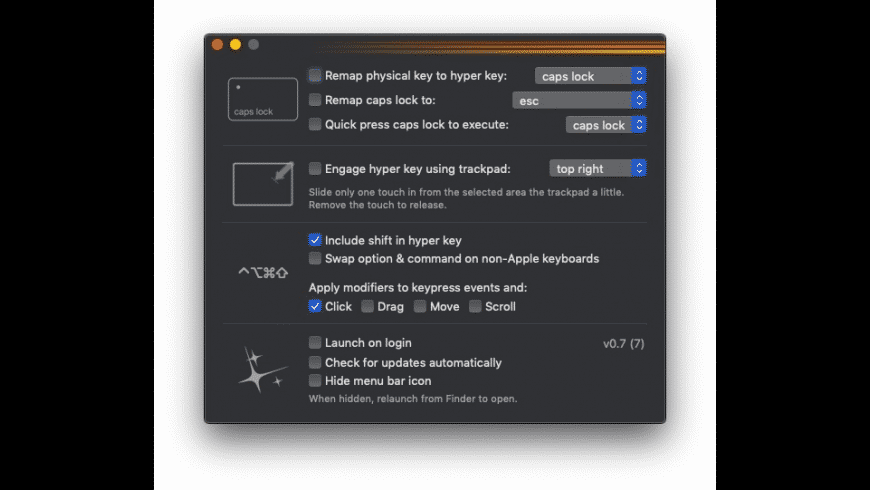 caps lock
Remap physical key to hyper key: caps lock
Remap caps lock to: esc
Quick press caps lock to execute: caps lock
Engage hyper key using trackpad: top right
Slide only one touch in from the selected area the trackpad a little.
Remove the touch to release.
Include shift in hyper key
Swap option & command on non-Apple keyboards
⌃⌥⌘⇧
Apply modifiers to keypress events and:
Click Drag Move Scroll
Launch on login v0.7 (7)
Check for updates automatically
Hide menu bar icon
When hidden, relaunch from Finder to open.